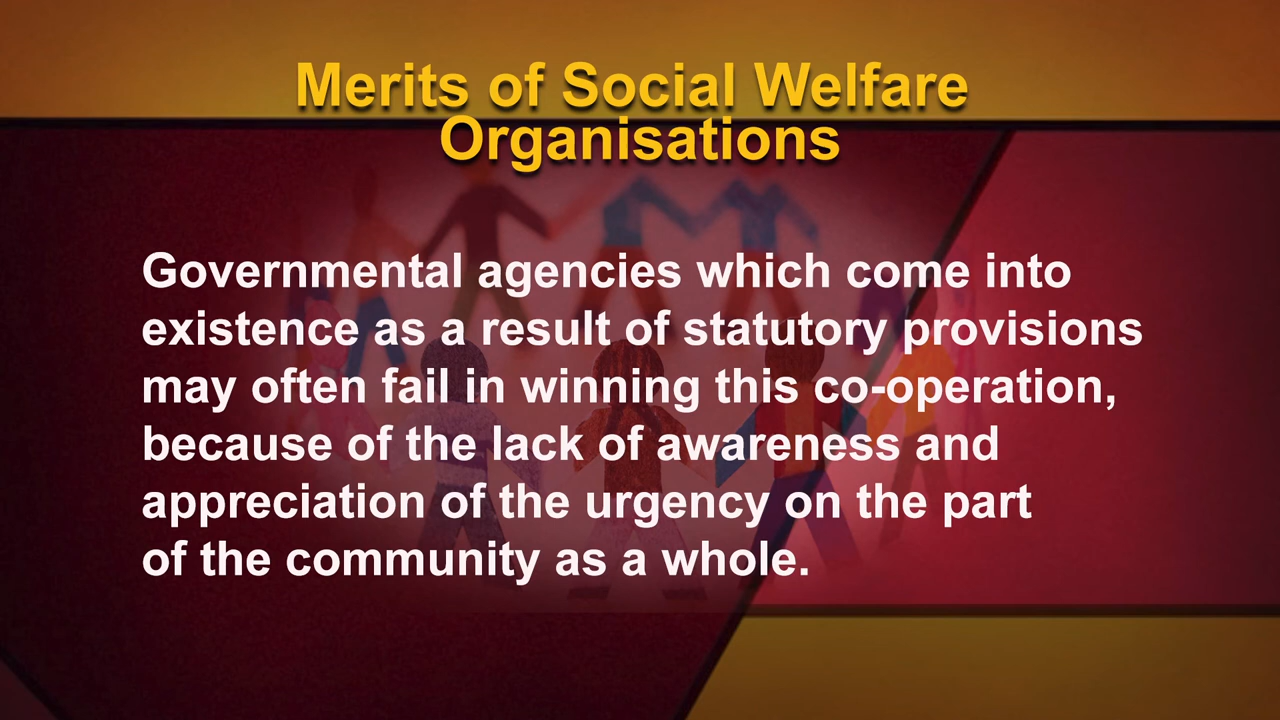 Merits of Social Welfare
Organisations
Governmental agencies which come into
existence as a result of statutory provisions
may often fail in winning this co-operation,
because of the lack of awareness and
appreciation of the urgency on the part
of the community as a whole.